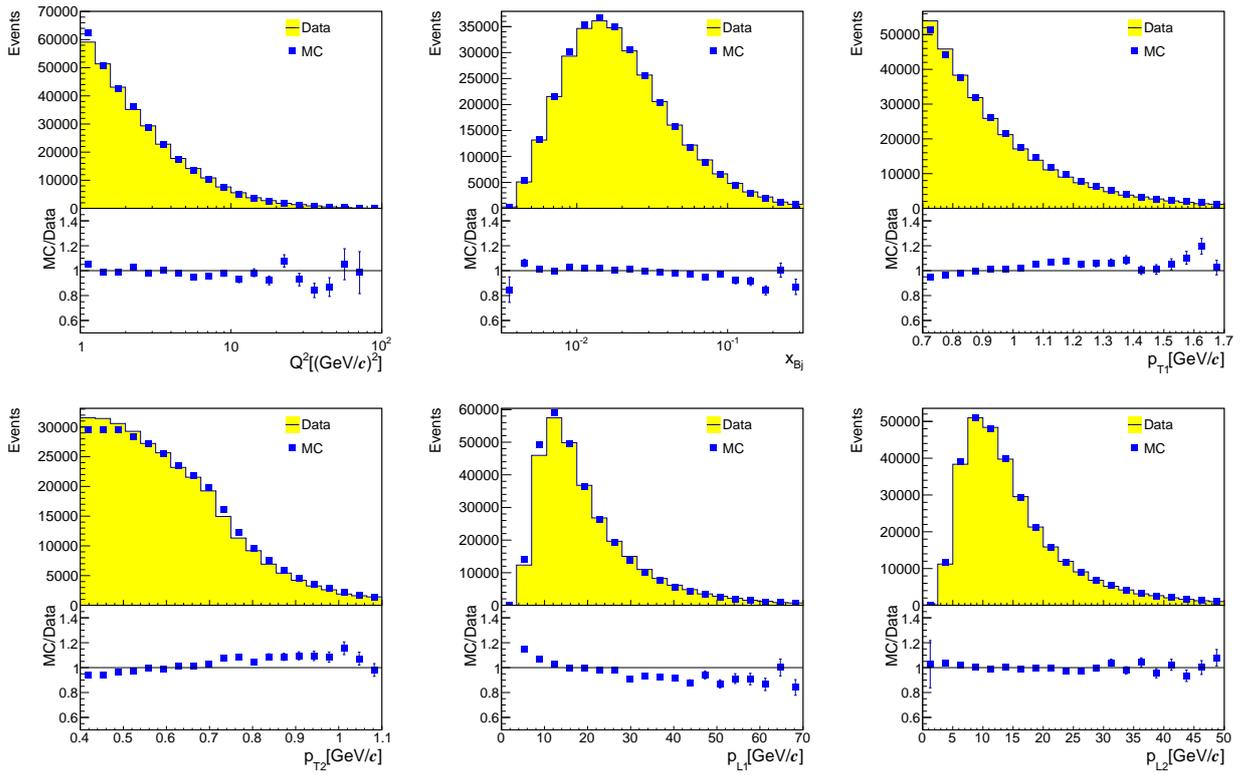 Events
70000
60000
50000
40000
30000
20000
10000
0
Data
MC
MC/Data
1.4
1.2
1
0.8
0.6
1 10 10²
Q²[(GeV/c)²]
Events
35000
30000
25000
20000
15000
10000
5000
0
Data
MC
MC/Data
1.4
1.2
1
0.8
0.6
10⁻² 10⁻¹
x_Bj
Events
50000
40000
30000
20000
10000
0
Data
MC
MC/Data
1.4
1.2
1
0.8
0.6
0.7 0.8 0.9 1 1.1 1.2 1.3 1.4 1.5 1.6 1.7
p_T1[GeV/c]
Events
30000
25000
20000
15000
10000
5000
0
Data
MC
MC/Data
1.4
1.2
1
0.8
0.6
0.4 0.5 0.6 0.7 0.8 0.9 1 1.1
p_T2[GeV/c]
Events
60000
50000
40000
30000
20000
10000
0
Data
MC
MC/Data
1.4
1.2
1
0.8
0.6
0 10 20 30 40 50 60 70
p_L1[GeV/c]
Events
50000
40000
30000
20000
10000
0
Data
MC
MC/Data
1.4
1.2
1
0.8
0.6
0 5 10 15 20 25 30 35 40 45 50
p_L2[GeV/c]